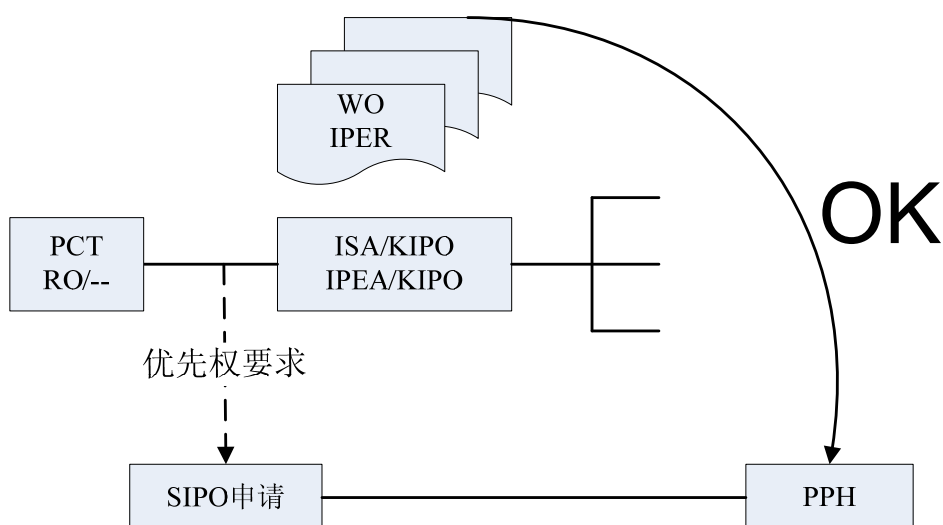 WO
IPER
OK
PCT
RO/--
ISA/KIPO
IPEA/KIPO
优先权要求
SIPO申请
PPH